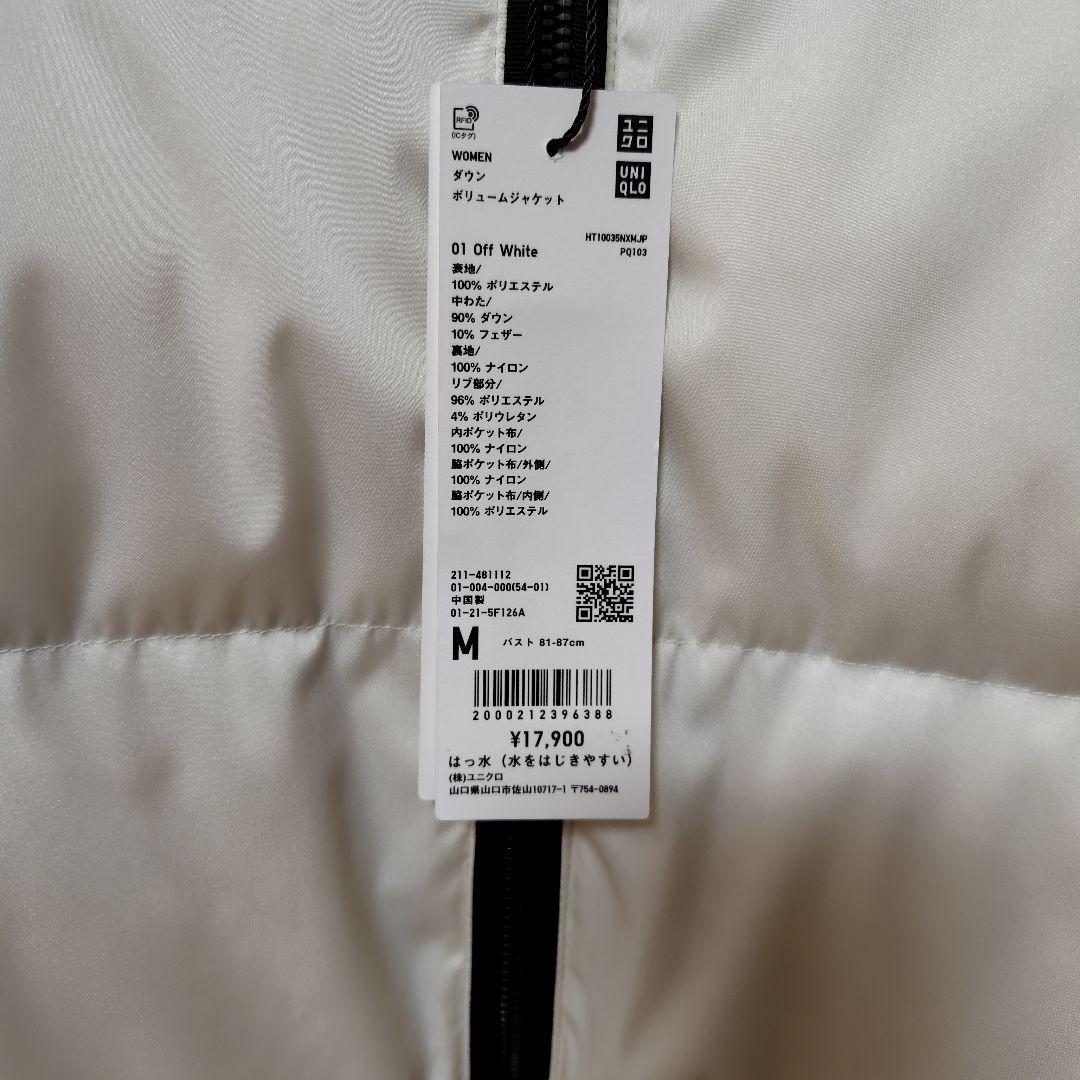 RFID
(ICタグ)
ユニ
クロ
UNI
QLO
WOMEN
ダウン
ボリュームジャケット
HT10035NXMJP
PQ103
01 Off White
表地/
100% ポリエステル
中わた/
90% ダウン
10% フェザー
裏地/
100% ナイロン
リブ部分/
96% ポリエステル
4% ポリウレタン
内ポケット布/
100% ナイロン
脇ポケット布/外側/
100% ナイロン
脇ポケット布/内側/
100% ポリエステル
211-481112
01-004-000(54-01)
中国製
01-21-5F126A
M バスト 81-87cm
2000212396388
¥17,900
はっ水（水をはじきやすい）
(株)ユニクロ
山口県山口市佐山10717-1 〒754-0894